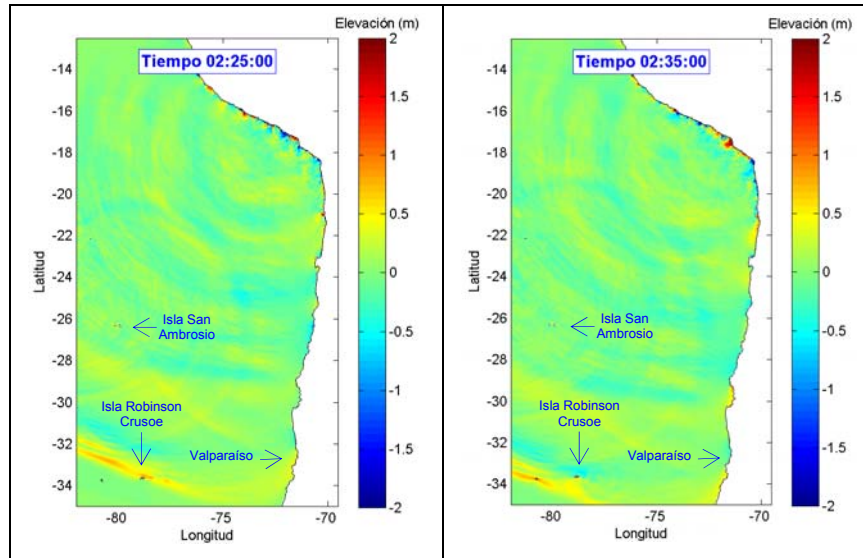 Elevación (m)
Tiempo 02:25:00
2
1.5
1
0.5
0
-0.5
-1
-1.5
-2
-14
-16
-18
-20
-22
-24
-26
-28
-30
-32
-34
Latitud
Isla San
Ambrosio
Isla Robinson
Crusoe
Valparaíso
-80
-75
-70
Longitud
Elevación (m)
Tiempo 02:35:00
2
1.5
1
0.5
0
-0.5
-1
-1.5
-2
-14
-16
-18
-20
-22
-24
-26
-28
-30
-32
-34
Latitud
Isla San
Ambrosio
Isla Robinson
Crusoe
Valparaíso
-80
-75
-70
Longitud